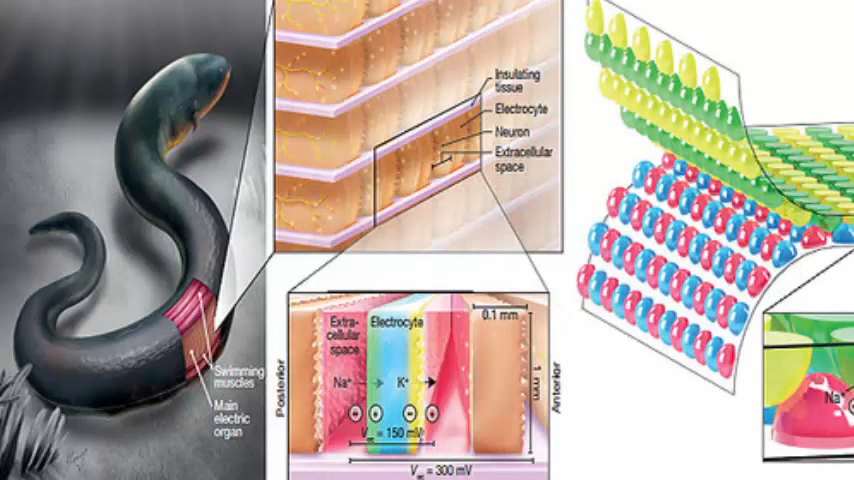 Insulating
tissue
Electrocyte
Neuron
Extracellular
space
Swimming
muscles
Main
electric
organ
Posterior
Extra-
cellular
space
Electrocyte
0.1 mm
1 mm
Na⁺
K⁺
+ + − +
= 150 mV
= 300 mV
Anterior
Na⁺